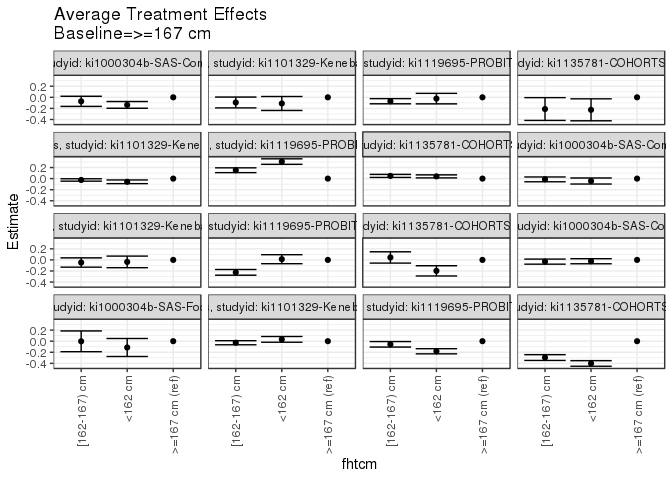 Average Treatment Effects
Baseline=>=167 cm
studyid: ki1000304b-SAS-Con
, studyid: ki1101329-Keneb
studyid: ki1119695-PROBIT
studyid: ki1135781-COHORTS
0.2
0.0
-0.2
-0.4
s, studyid: ki1101329-Kene
, studyid: ki1119695-PROBI
studyid: ki1135781-COHORTS
studyid: ki1000304b-SAS-Con
0.2
0.0
-0.2
-0.4
, studyid: ki1101329-Keneb
studyid: ki1119695-PROBIT
dyid: ki1135781-COHORTS
studyid: ki1000304b-SAS-Co
0.2
0.0
-0.2
-0.4
udyid: ki1000304b-SAS-Foo
, studyid: ki1101329-Keneb
studyid: ki1119695-PROBIT
udyid: ki1135781-COHORTS
0.2
0.0
-0.2
-0.4
Estimate
[162-167) cm
<162 cm
>=167 cm (ref)
[162-167) cm
<162 cm
>=167 cm (ref)
[162-167) cm
<162 cm
>=167 cm (ref)
[162-167) cm
<162 cm
>=167 cm (ref)
fhtcm